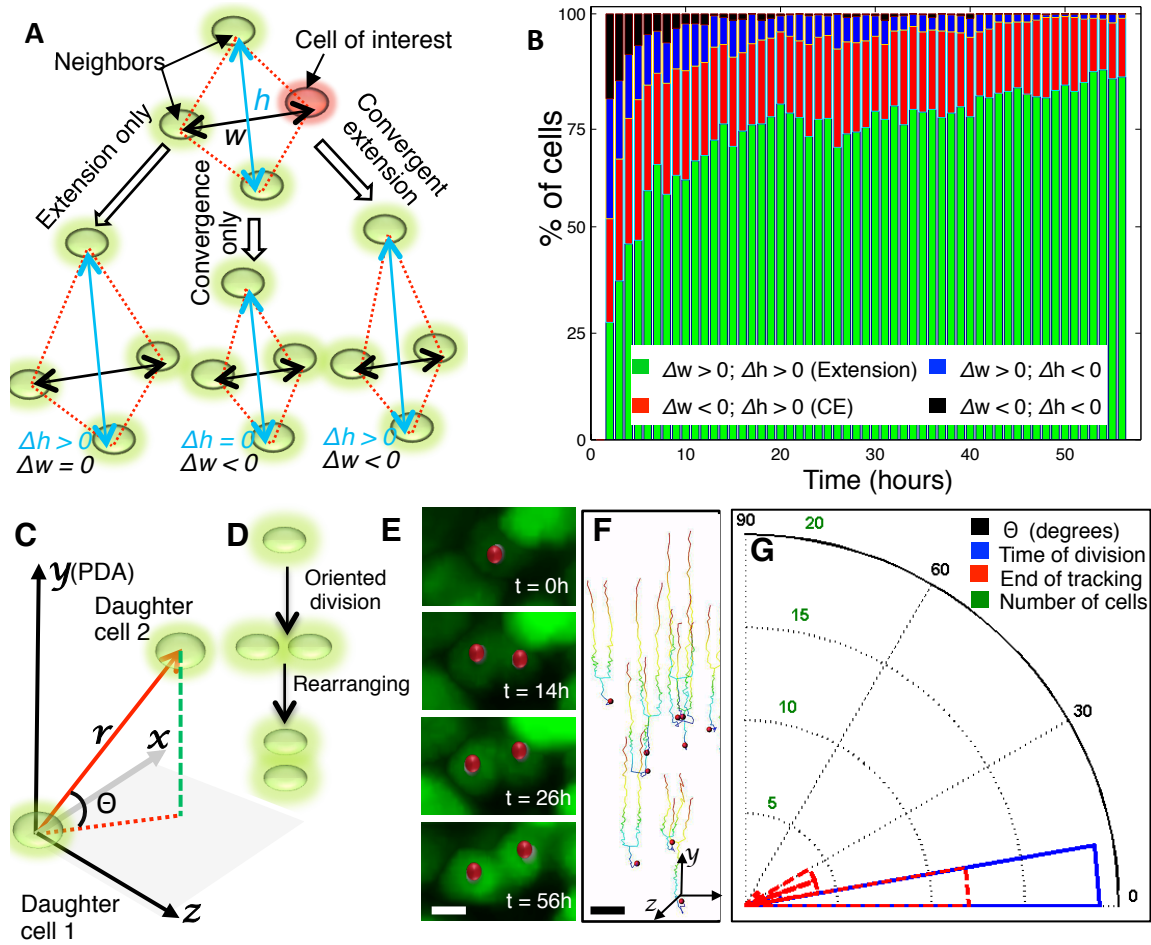 A
Neighbors
Cell of interest
h
w
Extension only
Convergence only
Convergent extension
Δh > 0
Δw = 0
Δh = 0
Δw < 0
Δh > 0
Δw < 0
B
% of cells
100
75
50
25
0
Δw > 0; Δh > 0 (Extension)
Δw > 0; Δh < 0
Δw < 0; Δh > 0 (CE)
Δw < 0; Δh < 0
0 10 20 30 40 50
Time (hours)
C
y (PDA)
Daughter
cell 2
r
x
Θ
z
Daughter
cell 1
D
Oriented
division
Rearranging
E
t = 0h
t = 14h
t = 26h
t = 56h
F
y
z
G
90
20
60
15
10
30
5
0
Θ (degrees)
Time of division
End of tracking
Number of cells